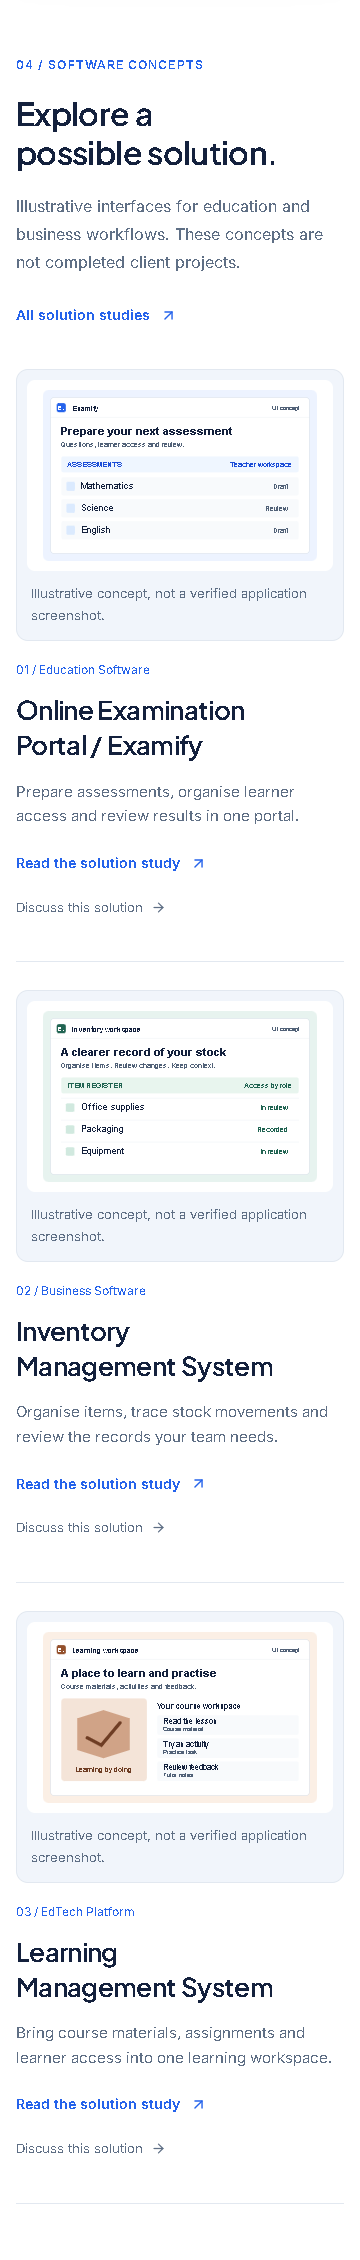 04 / SOFTWARE CONCEPTS
Explore a
possible solution.
Illustrative interfaces for education and
business workflows. These concepts are
not completed client projects.
All solution studies
E. Examify UI concept
Prepare your next assessment
Questions, learner access and review.
ASSESSMENTS Teacher workspace
Mathematics Draft
Science Review
English Draft
Illustrative concept, not a verified application
screenshot.
01 / Education Software
Online Examination
Portal / Examify
Prepare assessments, organise learner
access and review results in one portal.
Read the solution study
Discuss this solution
E. Inventory workspace UI concept
A clearer record of your stock
Organise items. Review changes. Keep context.
ITEM REGISTER Access by role
Office supplies In review
Packaging Recorded
Equipment In review
Illustrative concept, not a verified application
screenshot.
02 / Business Software
Inventory
Management System
Organise items, trace stock movements and
review the records your team needs.
Read the solution study
Discuss this solution
E. Learning workspace UI concept
A place to learn and practise
Course materials, activities and feedback.
Your course workspace
Read the lesson
Course material
Try an activity
Practice task
Review feedback
Tutor notes
Learning by doing
Illustrative concept, not a verified application
screenshot.
03 / EdTech Platform
Learning
Management System
Bring course materials, assignments and
learner access into one learning workspace.
Read the solution study
Discuss this solution